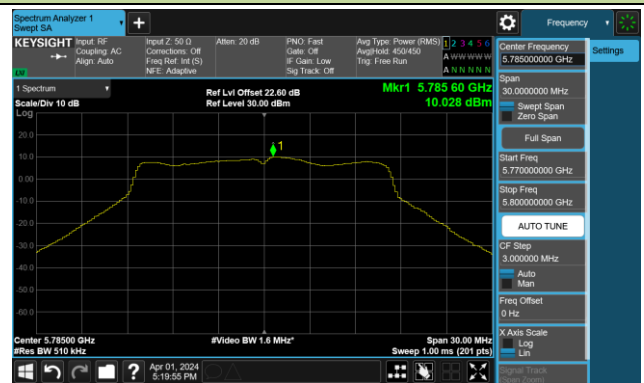 Spectrum Analyzer 1
Swept SA
Frequency
KEYSIGHT
Input: RF
Coupling: AC
Align: Auto
Input Z: 50 Ω
Corrections: Off
Freq Ref: Int (S)
NFE: Adaptive
Atten: 20 dB
PNO: Fast
Gate: Off
IF Gain: Low
Sig Track: Off
Avg Type: Power (RMS)
Avg|Hold: 450/450
Trig: Free Run
1 2 3 4 5 6
A W W W W W
A N N N N N
1 Spectrum
Scale/Div 10 dB
Log
Ref Lvl Offset 22.60 dB
Ref Level 30.00 dBm
Mkr1 5.785 60 GHz
10.028 dBm
1
20.0
10.0
0.00
-10.0
-20.0
-30.0
-40.0
-50.0
-60.0
Center 5.78500 GHz
#Res BW 510 kHz
#Video BW 1.6 MHz*
Span 30.00 MHz
Sweep 1.00 ms (201 pts)
Apr 01, 2024
5:19:55 PM
Center Frequency
5.785000000 GHz
Settings
Span
30.0000000 MHz
Swept Span
Zero Span
Full Span
Start Freq
5.770000000 GHz
Stop Freq
5.800000000 GHz
AUTO TUNE
CF Step
3.000000 MHz
Auto
Man
Freq Offset
0 Hz
X Axis Scale
Log
Lin
Signal Track
(Span Zoom)